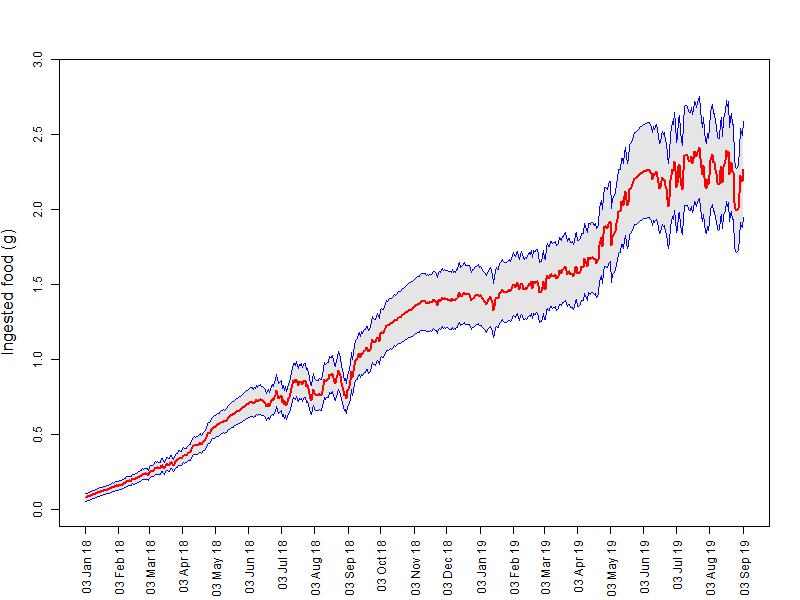 3.0
2.5
2.0
1.5
1.0
0.5
0.0
Ingested food (g)
03 Jan 18
03 Feb 18
03 Mar 18
03 Apr 18
03 May 18
03 Jun 18
03 Jul 18
03 Aug 18
03 Sep 18
03 Oct 18
03 Nov 18
03 Dec 18
03 Jan 19
03 Feb 19
03 Mar 19
03 Apr 19
03 May 19
03 Jun 19
03 Jul 19
03 Aug 19
03 Sep 19